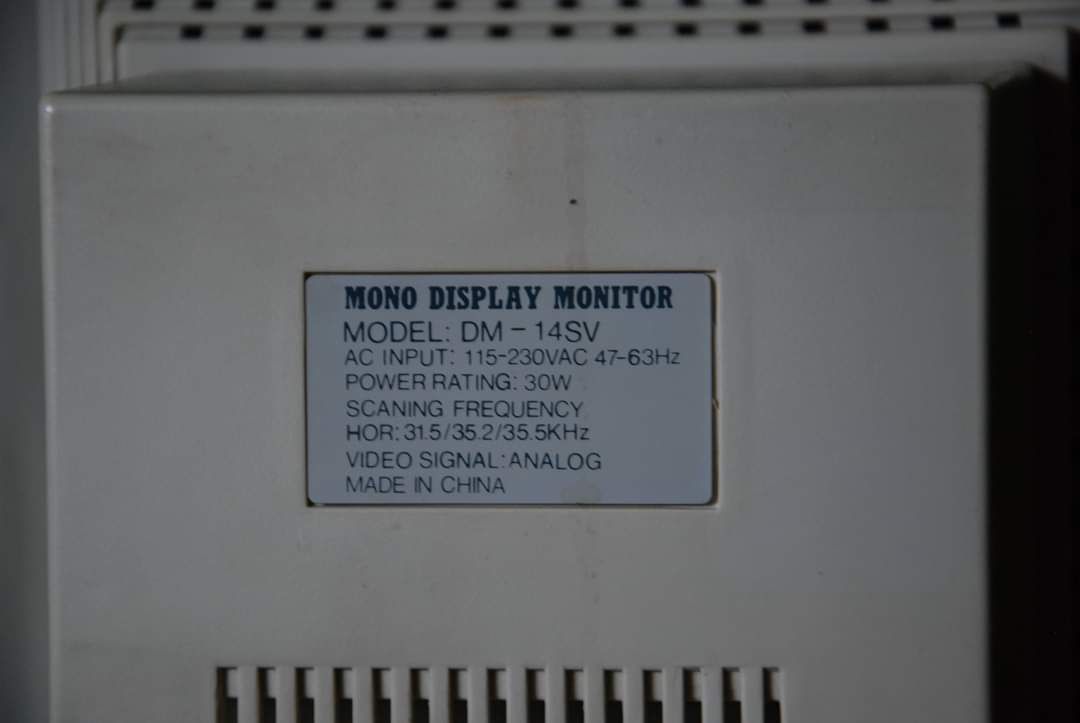 MONO DISPLAY MONITOR
MODEL: DM - 14SV
AC INPUT: 115-230VAC 47-63Hz
POWER RATING: 30W
SCANING FREQUENCY
HOR: 31.5/35.2/35.5KHz
VIDEO SIGNAL: ANALOG
MADE IN CHINA